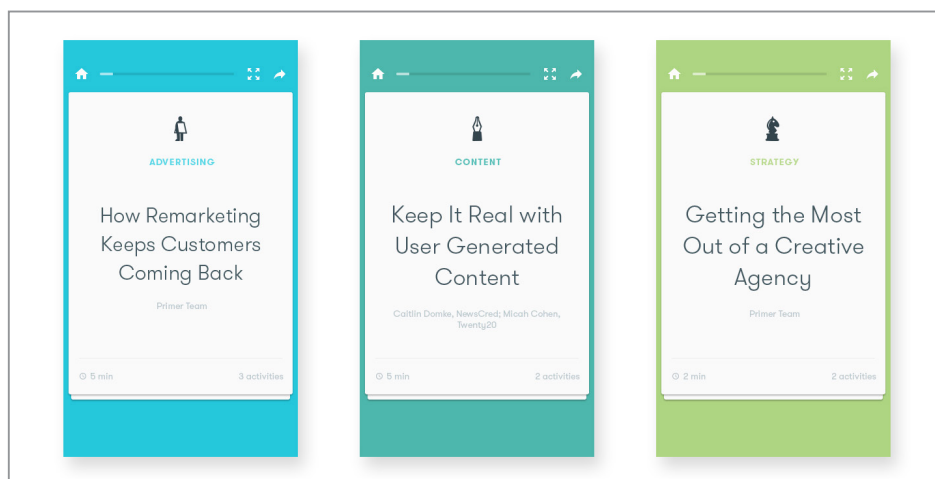 ADVERTISING
How Remarketing
Keeps Customers
Coming Back
Primer Team
5 min
3 activities
CONTENT
Keep It Real with
User Generated
Content
Caitlin Domke, NewsCred; Micah Cohen,
Twenty20
5 min
2 activities
STRATEGY
Getting the Most
Out of a Creative
Agency
Primer Team
2 min
2 activities